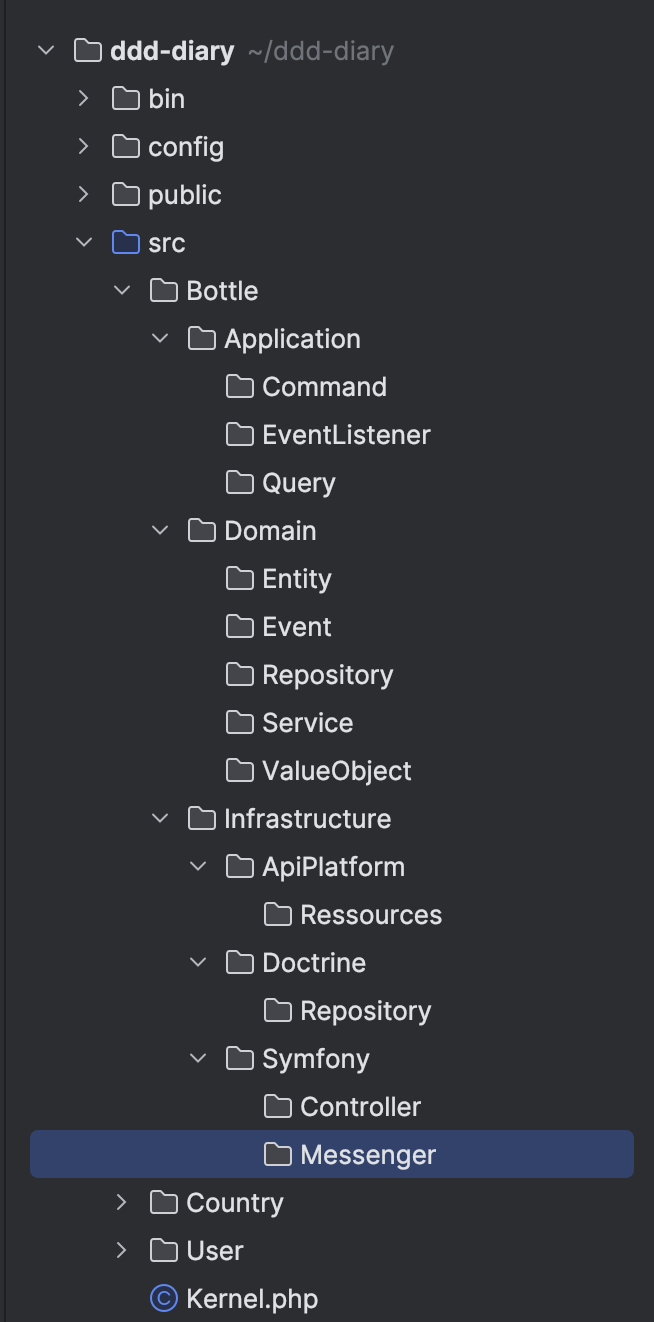 ddd-diary ~/ddd-diary
bin
config
public
src
Bottle
Application
Command
EventListener
Query
Domain
Entity
Event
Repository
Service
ValueObject
Infrastructure
ApiPlatform
Ressources
Doctrine
Repository
Symfony
Controller
Messenger
Country
User
Kernel.php